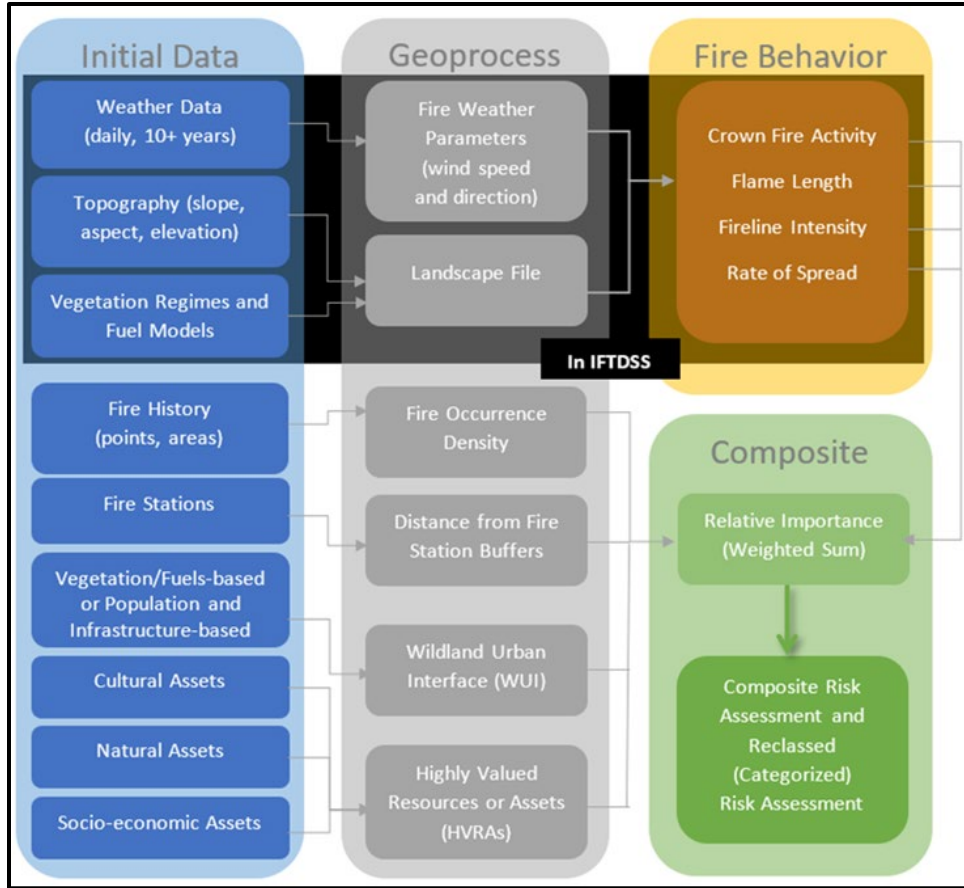 Initial Data
Weather Data
(daily, 10+ years)
Topography (slope,
aspect, elevation)
Vegetation Regimes and
Fuel Models
Fire History
(points, areas)
Fire Stations
Vegetation/Fuels-based
or Population and
Infrastructure-based
Cultural Assets
Natural Assets
Socio-economic Assets
Geoprocess
Fire Weather
Parameters
(wind speed
and direction)
Landscape File
In IFTDSS
Fire Occurrence
Density
Distance from Fire
Station Buffers
Wildland Urban
Interface (WUI)
Highly Valued
Resources or Assets
(HVRAs)
Fire Behavior
Crown Fire Activity
Flame Length
Fireline Intensity
Rate of Spread
Composite
Relative Importance
(Weighted Sum)
Composite Risk
Assessment and
Reclassed
(Categorized)
Risk Assessment